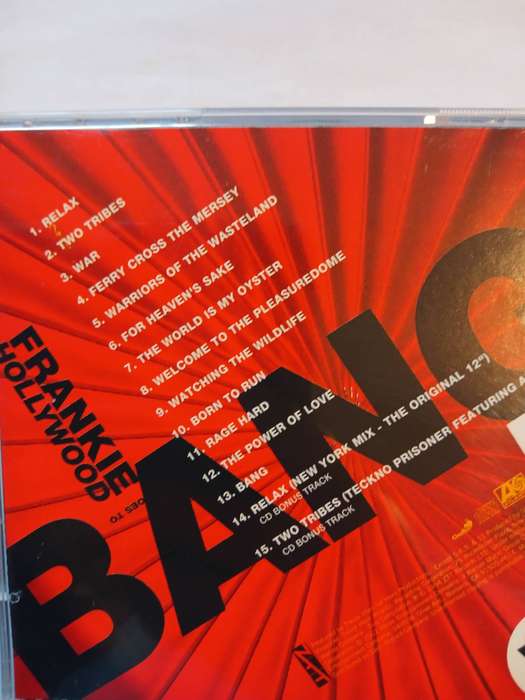 1. RELAX
2. TWO TRIBES
3. WAR
4. FERRY CROSS THE MERSEY
5. WARRIORS OF THE WASTELAND
6. FOR HEAVEN'S SAKE
7. THE WORLD IS MY OYSTER
8. WELCOME TO THE PLEASUREDOME
9. WATCHING THE WILDLIFE
10. BORN TO RUN
11. RAGE HARD
12. THE POWER OF LOVE
13. BANG
14. RELAX (NEW YORK MIX - THE ORIGINAL 12")
CD BONUS TRACK
15. TWO TRIBES (TECKNO PRISONER FEATURING A
CD BONUS TRACK
FRANKIE
GOES TO
HOLLYWOOD
BANG